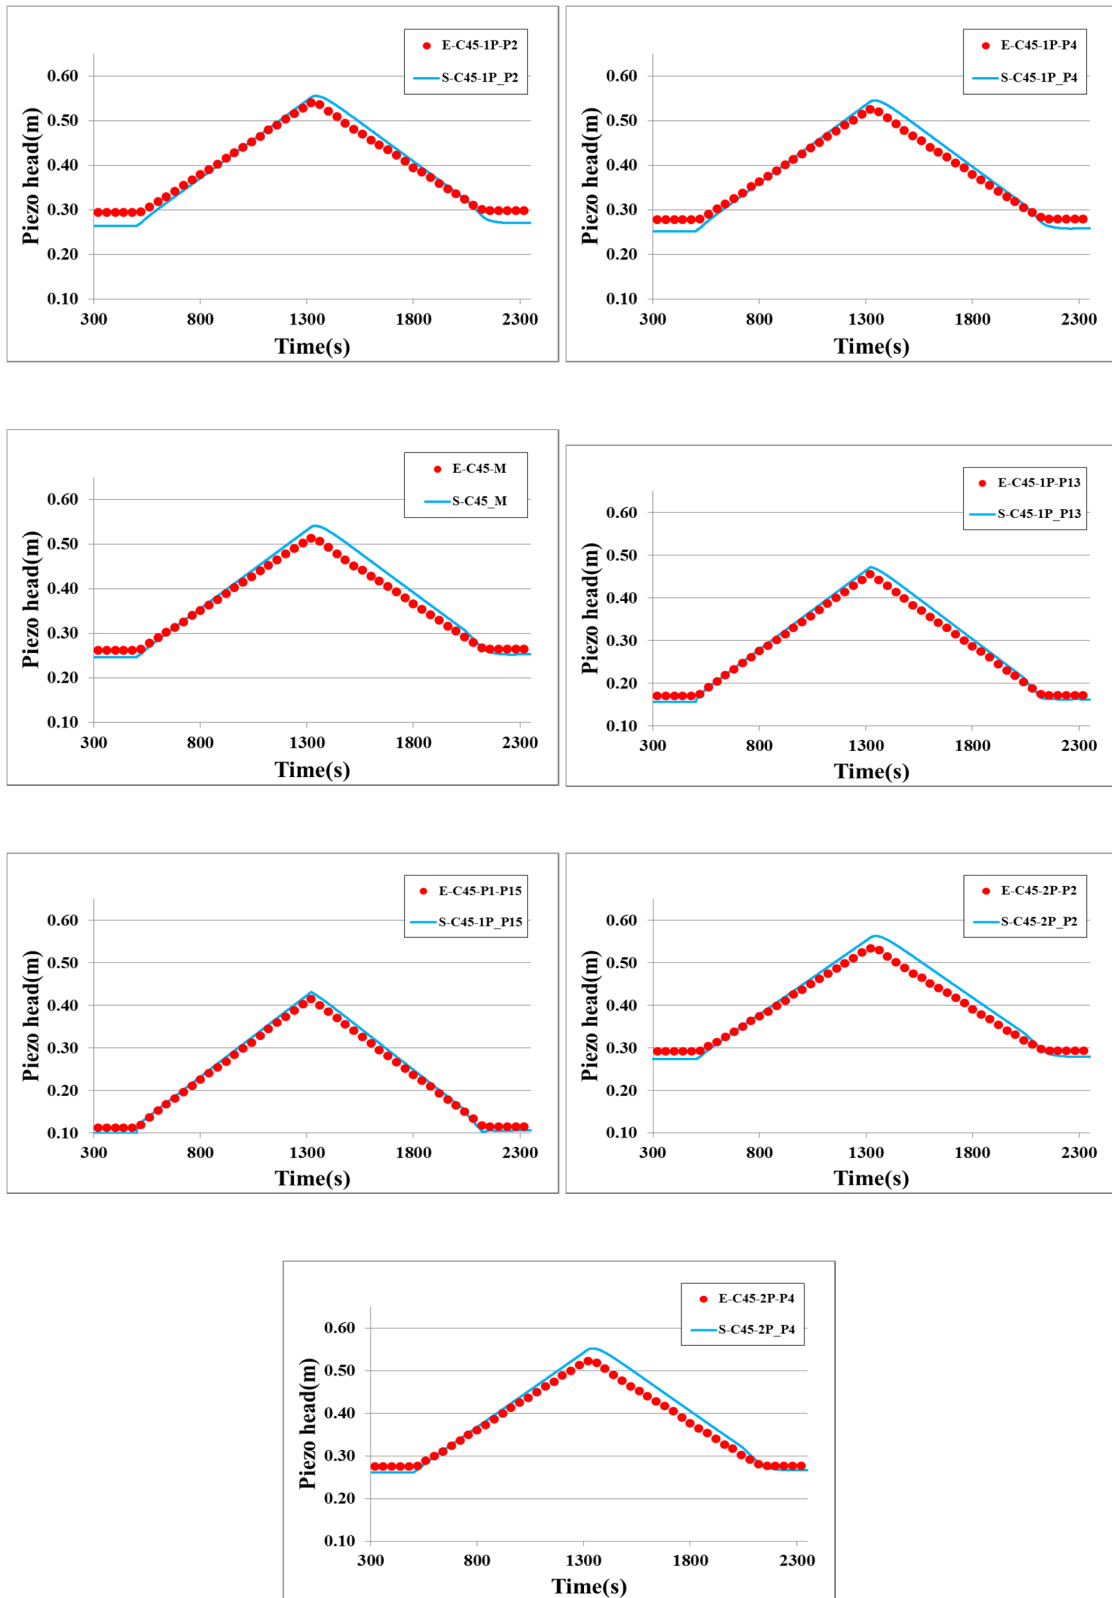 E-C45-1P-P2
S-C45-1P_P2
0.60
0.50
0.40
0.30
0.20
0.10
300 800 1300 1800 2300
Piezo head(m)
Time(s)
E-C45-1P-P4
S-C45-1P_P4
0.60
0.50
0.40
0.30
0.20
0.10
300 800 1300 1800 2300
Piezo head(m)
Time(s)
E-C45-M
S-C45_M
0.60
0.50
0.40
0.30
0.20
0.10
300 800 1300 1800 2300
Piezo head(m)
Time(s)
E-C45-1P-P13
S-C45-1P_P13
0.60
0.50
0.40
0.30
0.20
0.10
300 800 1300 1800 2300
Piezo head(m)
Time(s)
E-C45-P1-P15
S-C45-1P_P15
0.60
0.50
0.40
0.30
0.20
0.10
300 800 1300 1800 2300
Piezo head(m)
Time(s)
E-C45-2P-P2
S-C45-2P_P2
0.60
0.50
0.40
0.30
0.20
0.10
300 800 1300 1800 2300
Piezo head(m)
Time(s)
E-C45-2P-P4
S-C45-2P_P4
0.60
0.50
0.40
0.30
0.20
0.10
300 800 1300 1800 2300
Piezo head(m)
Time(s)